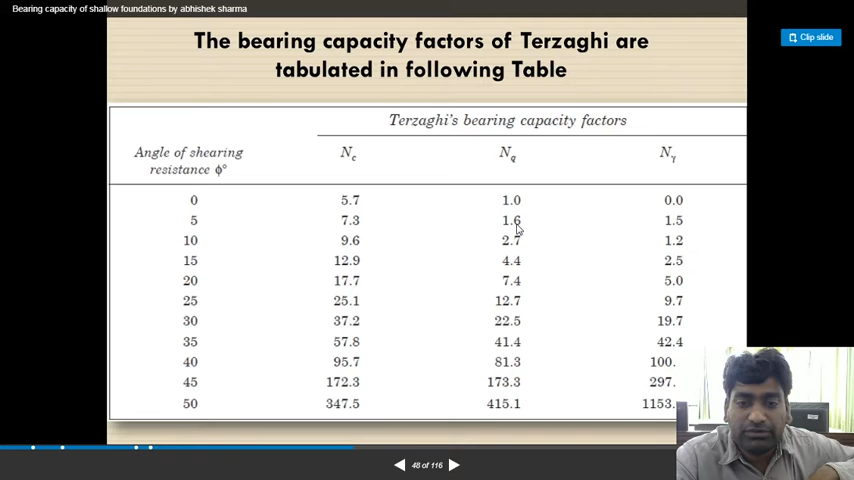 Bearing capacity of shallow foundations by abhishek sharma
Clip slide
The bearing capacity factors of Terzaghi are
tabulated in following Table
Terzaghi's bearing capacity factors
Angle of shearing
resistance ϕ° N_c N_q N_γ
0 5.7 1.0 0.0
5 7.3 1.6 1.5
10 9.6 2.7 1.2
15 12.9 4.4 2.5
20 17.7 7.4 5.0
25 25.1 12.7 9.7
30 37.2 22.5 19.7
35 57.8 41.4 42.4
40 95.7 81.3 100.
45 172.3 173.3 297.
50 347.5 415.1 1153.
48 of 116